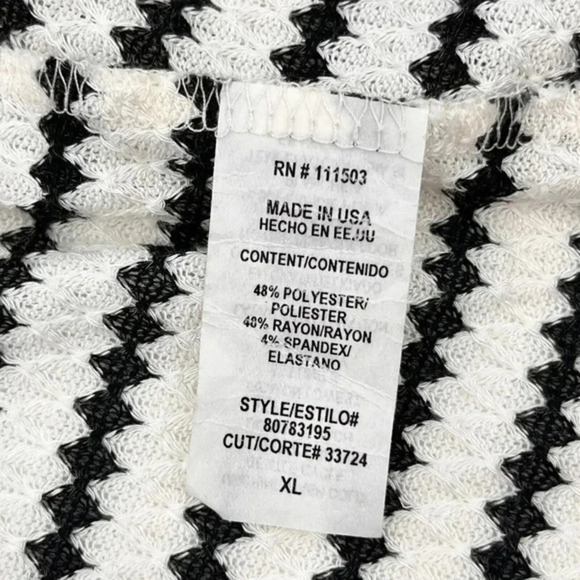 RN # 111503
MADE IN USA
HECHO EN EE.UU
CONTENT/CONTENIDO
48% POLYESTER/
POLIESTER
48% RAYON/RAYON
4% SPANDEX/
ELASTANO
STYLE/ESTILO#
80783195
CUT/CORTE# 33724
XL